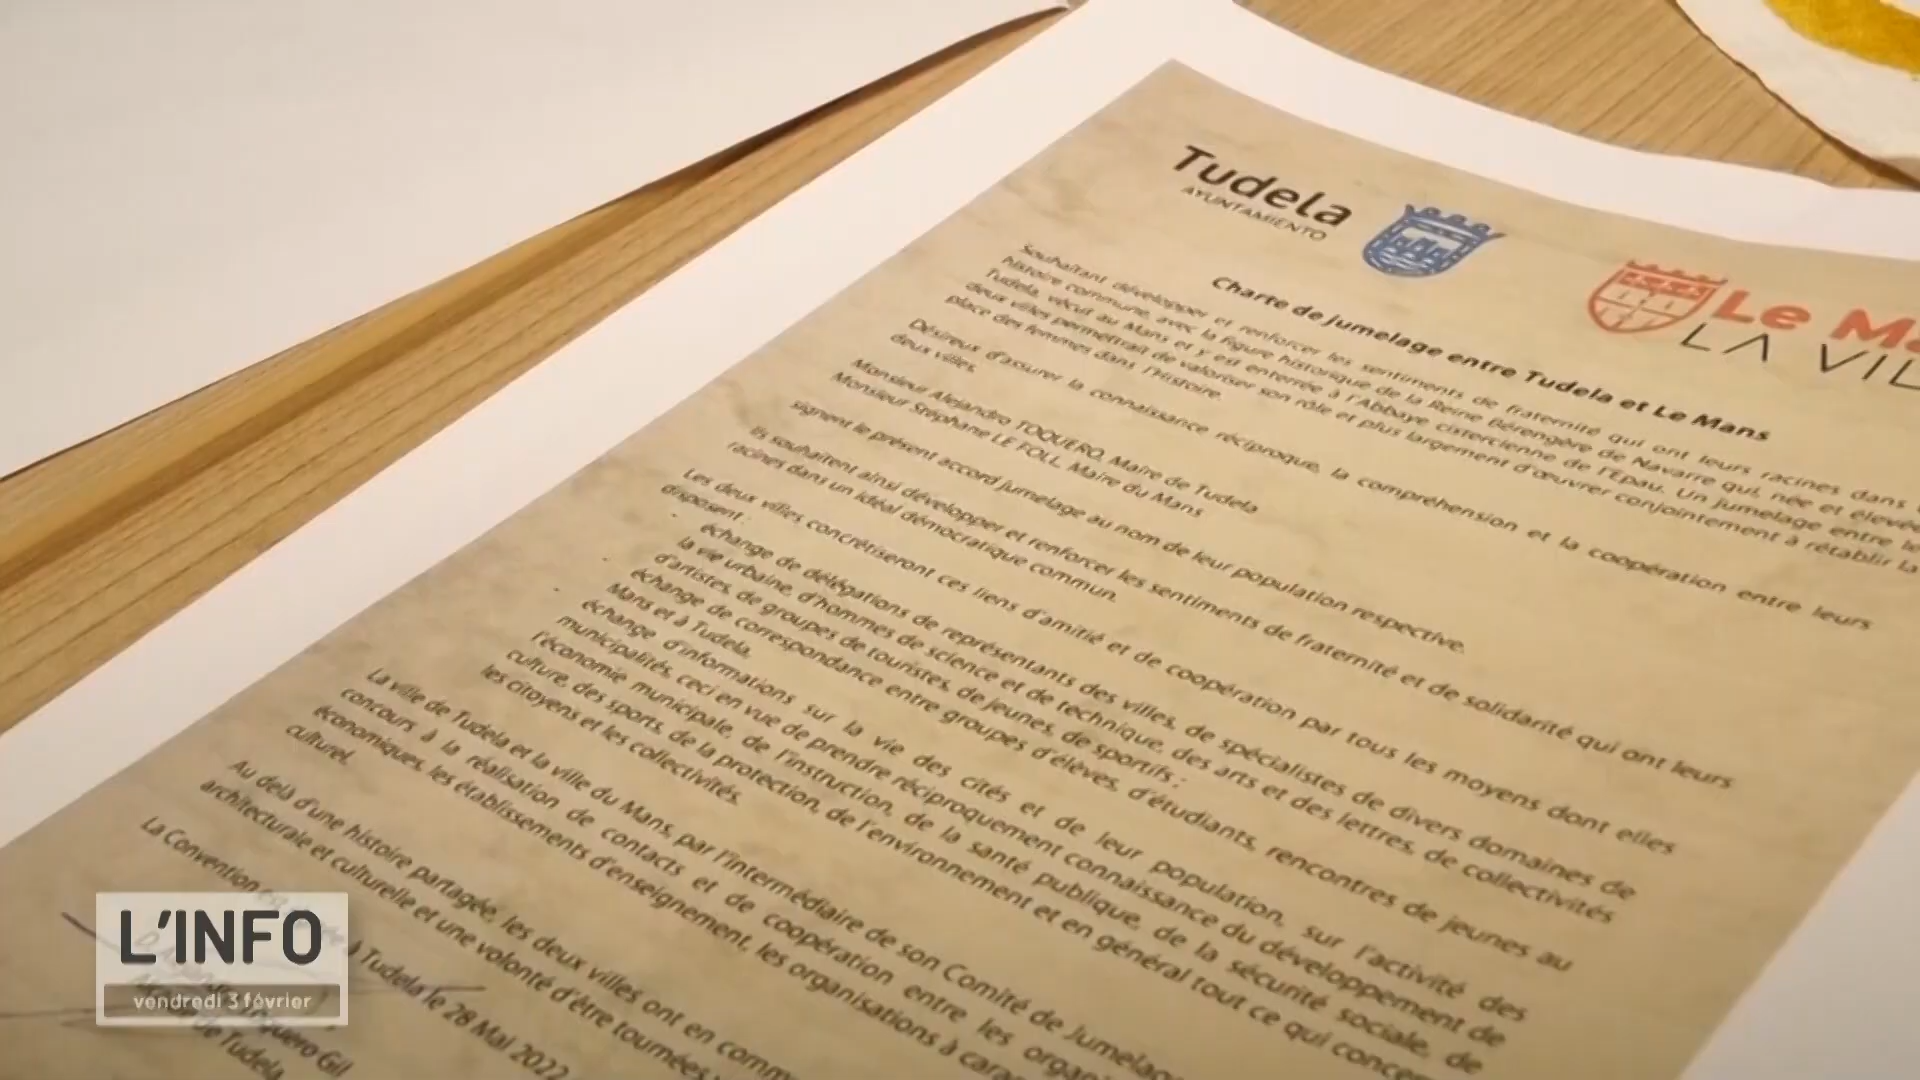 Tudela
AYUNTAMIENTO
Le Ma
LA VIL
Charte de jumelage entre Tudela et Le Mans
Souhaitant développer et renforcer les sentiments de fraternité qui ont leurs racines dans
histoire commune, avec la figure historique de la Reine Bérengère de Navarre qui, née et élevée
Tudela, vécut au Mans et y est enterrée à l'Abbaye cistercienne de l'Epau. Un jumelage entre le
deux villes permettrait de valoriser son rôle et plus largement d'œuvrer conjointement à rétablir la
place des femmes dans l'Histoire.
Désireux d'assurer la connaissance réciproque, la compréhension et la coopération entre leurs
deux villes,
Monsieur Alejandro TOQUERO, Maire de Tudela
Monsieur Stéphane LE FOLL, Maire du Mans
signent le présent accord jumelage au nom de leur population respective.
Ils souhaitent ainsi développer et renforcer les sentiments de fraternité et de solidarité qui ont leurs
racines dans un idéal démocratique commun.
Les deux villes concrétiseront ces liens d'amitié et de coopération par tous les moyens dont elles
disposent :
- échange de délégations de représentants des villes, de spécialistes de divers domaines de
la vie urbaine, d'hommes de science et de technique, des arts et des lettres, de collectivités
d'artistes, de groupes de touristes, de jeunes, de sportifs ;
- échange de correspondance entre groupes d'élèves, d'étudiants, rencontres de jeunes au
Mans et à Tudela,
- échange d'informations sur la vie des cités et de leur population, sur l'activité des
municipalités, ceci en vue de prendre réciproquement connaissance du développement de
l'économie municipale, de l'instruction, de la santé publique, de la sécurité sociale, de
culture, des sports, de la protection, de l'environnement et en général tout ce qui concer
les citoyens et les collectivités.
La ville de Tudela et la ville du Mans, par l'intermédiaire de son Comité de Jumelag
concours à la réalisation de contacts et de coopération entre les organi
économiques, les établissements d'enseignement, les organisations à cara
culturel.
Au delà d'une histoire partagée, les deux villes ont en comm
architecturale et culturelle et une volonté d'être tournées
La Convention est à Tudela le 28 Mai 2022
Toquero Gil
de Tudela
L'INFO
vendredi 3 février